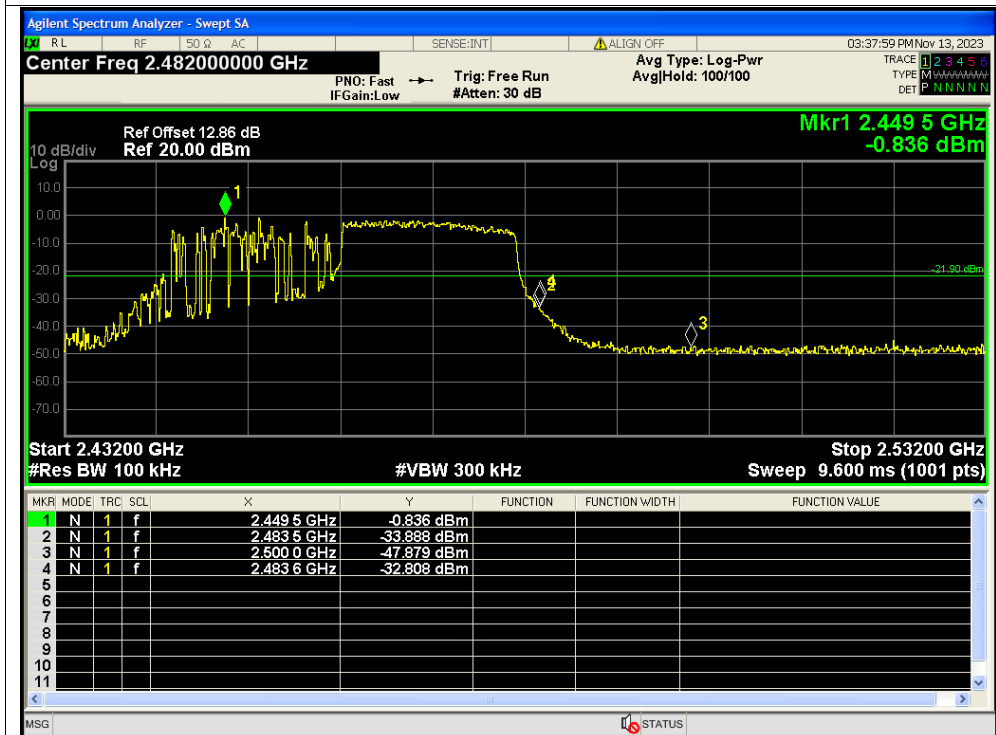 Agilent Spectrum Analyzer - Swept SA
LXI RL RF 50 Ω AC SENSE:INT ALIGN OFF 03:37:59 PM Nov 13, 2023
Center Freq 2.482000000 GHz
PNO: Fast Trig: Free Run
IFGain:Low #Atten: 30 dB
Avg Type: Log-Pwr
Avg|Hold: 100/100
TRACE 1 2 3 4 5 6
TYPE M
DET P N N N N N
Ref Offset 12.86 dB
10 dB/div Ref 20.00 dBm
Log
Mkr1 2.449 5 GHz
-0.836 dBm
10.0
0.00
-10.0
-20.0
-30.0
-40.0
-50.0
-60.0
-70.0
1
3
-21.90 dBm
Start 2.43200 GHz Stop 2.53200 GHz
#Res BW 100 kHz #VBW 300 kHz Sweep 9.600 ms (1001 pts)
MKR MODE TRC SCL X Y FUNCTION FUNCTION WIDTH FUNCTION VALUE
1 N 1 f 2.449 5 GHz -0.836 dBm
2 N 1 f 2.483 5 GHz -33.888 dBm
3 N 1 f 2.500 0 GHz -47.879 dBm
4 N 1 f 2.483 6 GHz -32.808 dBm
5
6
7
8
9
10
11
MSG STATUS